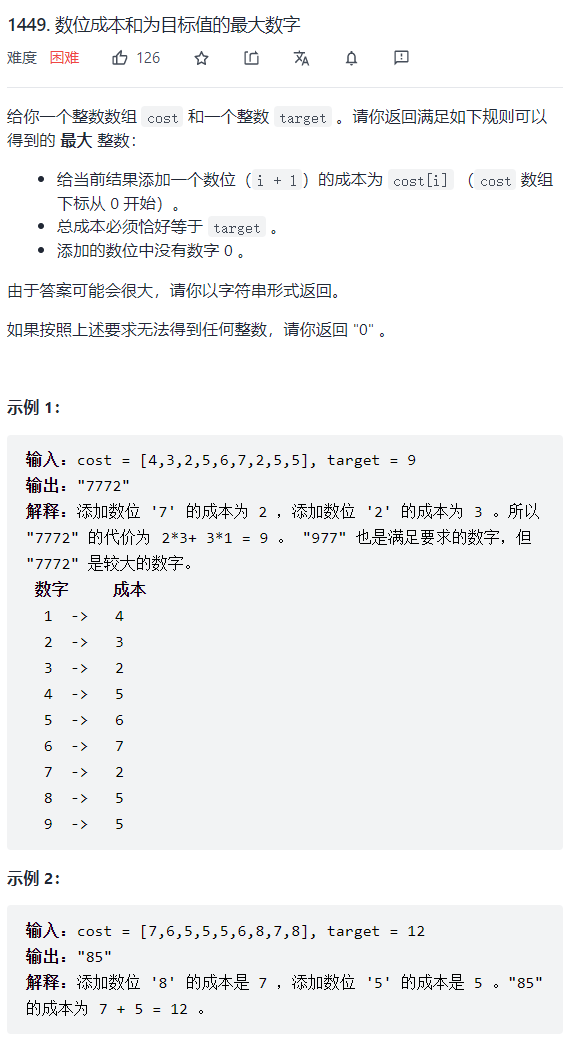 1449. 数位成本和为目标值的最大数字
难度 困难 126
给你一个整数数组 cost 和一个整数 target 。请你返回满足如下规则可以
得到的 最大 整数：
• 给当前结果添加一个数位（i + 1）的成本为 cost[i] （cost 数组
下标从 0 开始）。
• 总成本必须恰好等于 target 。
• 添加的数位中没有数字 0 。
由于答案可能会很大，请你以字符串形式返回。
如果按照上述要求无法得到任何整数，请你返回 "0" 。
示例 1：
输入：cost = [4,3,2,5,6,7,2,5,5], target = 9
输出："7772"
解释：添加数位 '7' 的成本为 2 ，添加数位 '2' 的成本为 3 。所以
"7772" 的代价为 2*3+ 3*1 = 9 。 "977" 也是满足要求的数字，但
"7772" 是较大的数字。
数字 成本
1 -> 4
2 -> 3
3 -> 2
4 -> 5
5 -> 6
6 -> 7
7 -> 2
8 -> 5
9 -> 5
示例 2：
输入：cost = [7,6,5,5,5,6,8,7,8], target = 12
输出："85"
解释：添加数位 '8' 的成本是 7 ，添加数位 '5' 的成本是 5 。"85"
的成本为 7 + 5 = 12 。